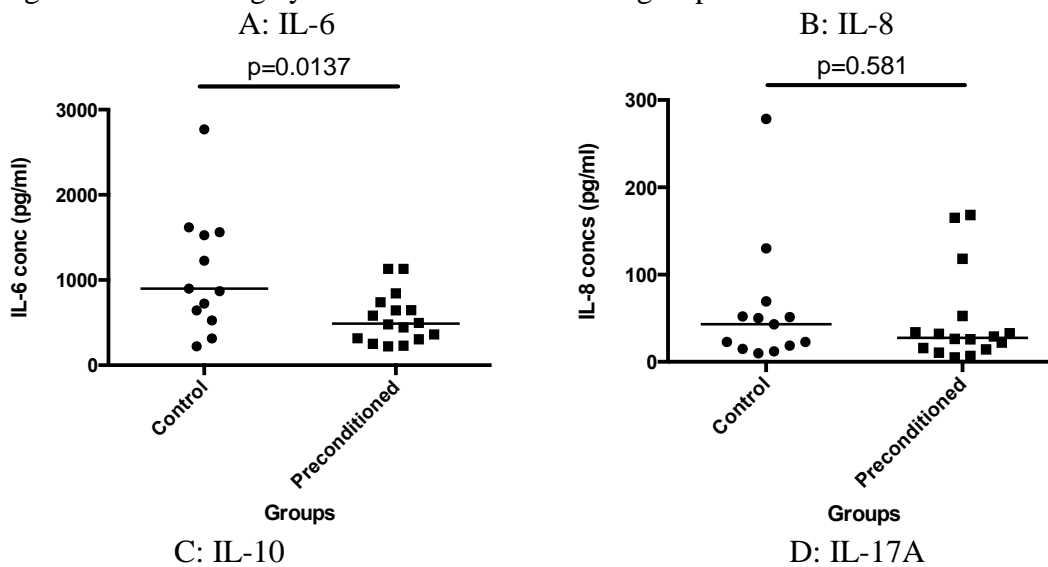 A: IL-6
B: IL-8
p=0.0137
p=0.581
3000
2000
1000
0
IL-6 conc (pg/ml)
Control
Preconditioned
Groups
300
200
100
0
IL-8 concs (pg/ml)
Control
Preconditioned
Groups
C: IL-10
D: IL-17A